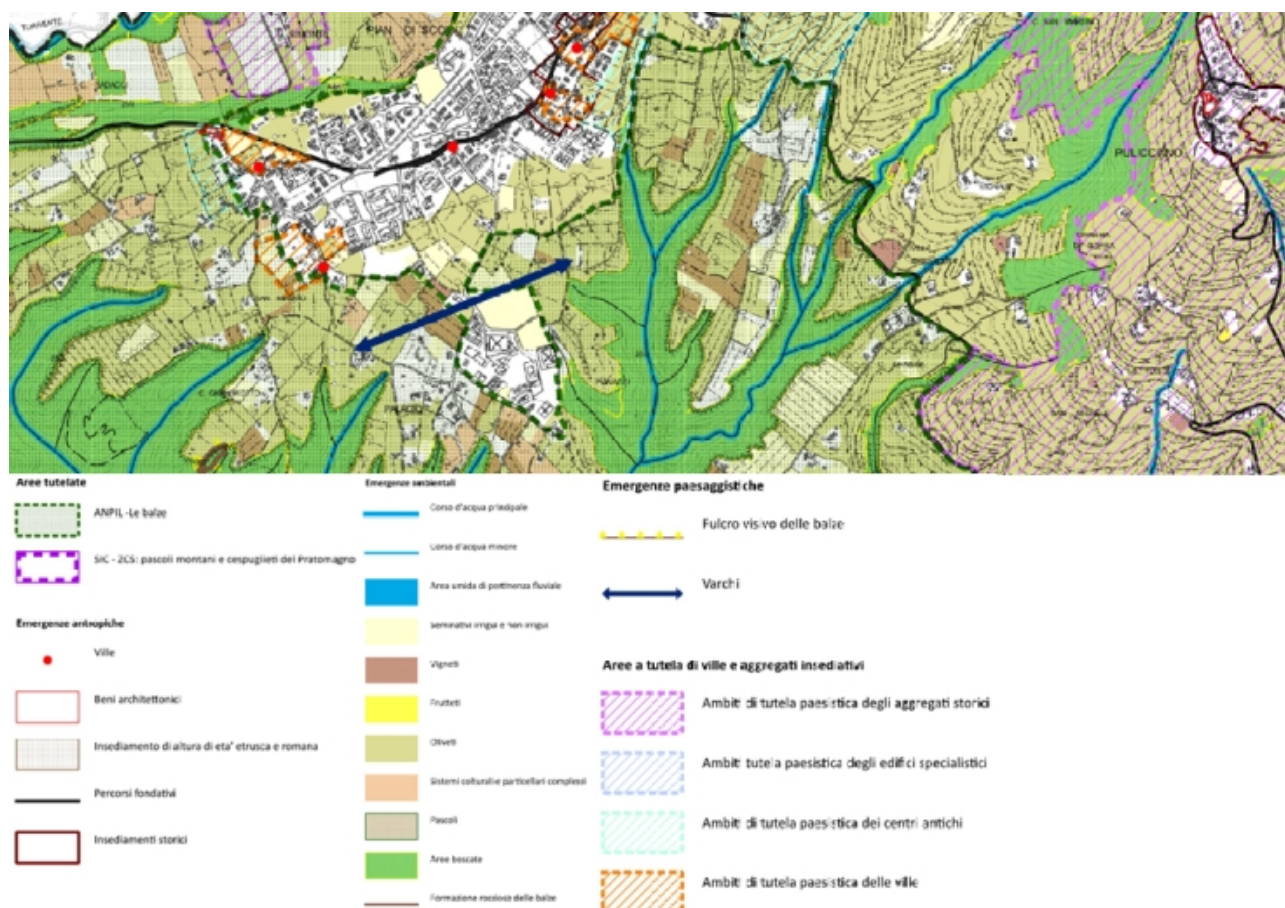 TORRENTE
PIAN DI SCO
PULICCIANO
Aree tutelate
ANPIL -Le balze
SIC - ZCS: pascoli montani e cespuglieti del Pratomagno
Emergenze antropiche
Ville
Beni architettonici
Insediamento di altura di eta' etrusca e romana
Percorsi fondativi
Insediamenti storici
Emergenze ambientali
Corso d'acqua principale
Corso d'acqua minore
Area umida di pertinenza fluviale
Seminativi irrigui e non irrigui
Vigneti
Frutteti
Oliveti
Sistemi colturali e particellari complessi
Pascoli
Aree boscate
Formazione rocciosa delle balze
Emergenze paesaggistiche
Fulcro visivo delle balze
Varchi
Aree a tutela di ville e aggregati insediativi
Ambiti di tutela paesistica degli aggregati storici
Ambiti tutela paesistica degli edifici specialistici
Ambiti di tutela paesistica dei centri antichi
Ambiti di tutela paesistica delle ville